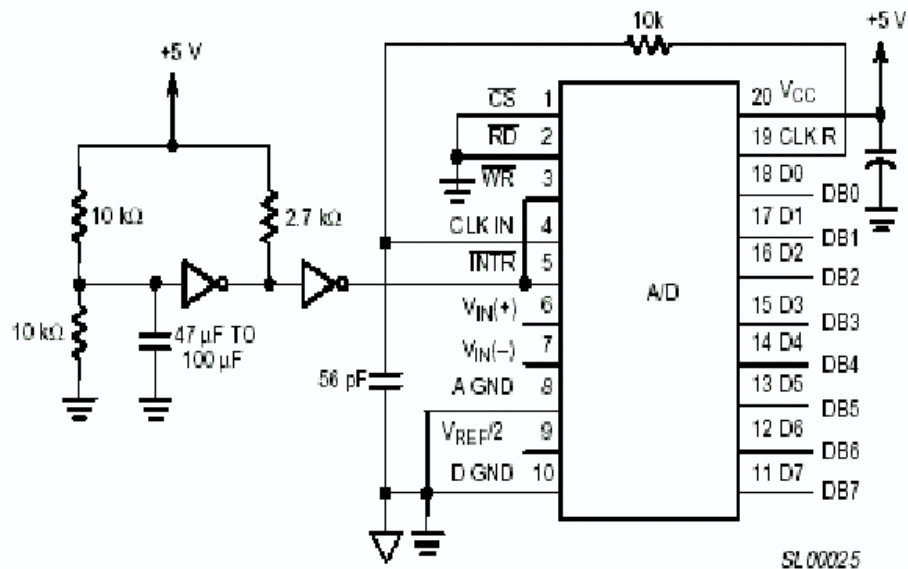 10k
+5 V
+5 V
10 kΩ
2.7 kΩ
10 kΩ
47 µF TO
100 µF
56 pF
CS 1
RD 2
WR 3
CLK IN 4
INTR 5
VIN(+) 6
VIN(–) 7
A GND 8
VREF/2 9
D GND 10
A/D
20 VCC
19 CLK R
18 D0
DB0
17 D1
DB1
16 D2
DB2
15 D3
DB3
14 D4
DB4
13 D5
DB5
12 D6
DB6
11 D7
DB7
SL00025